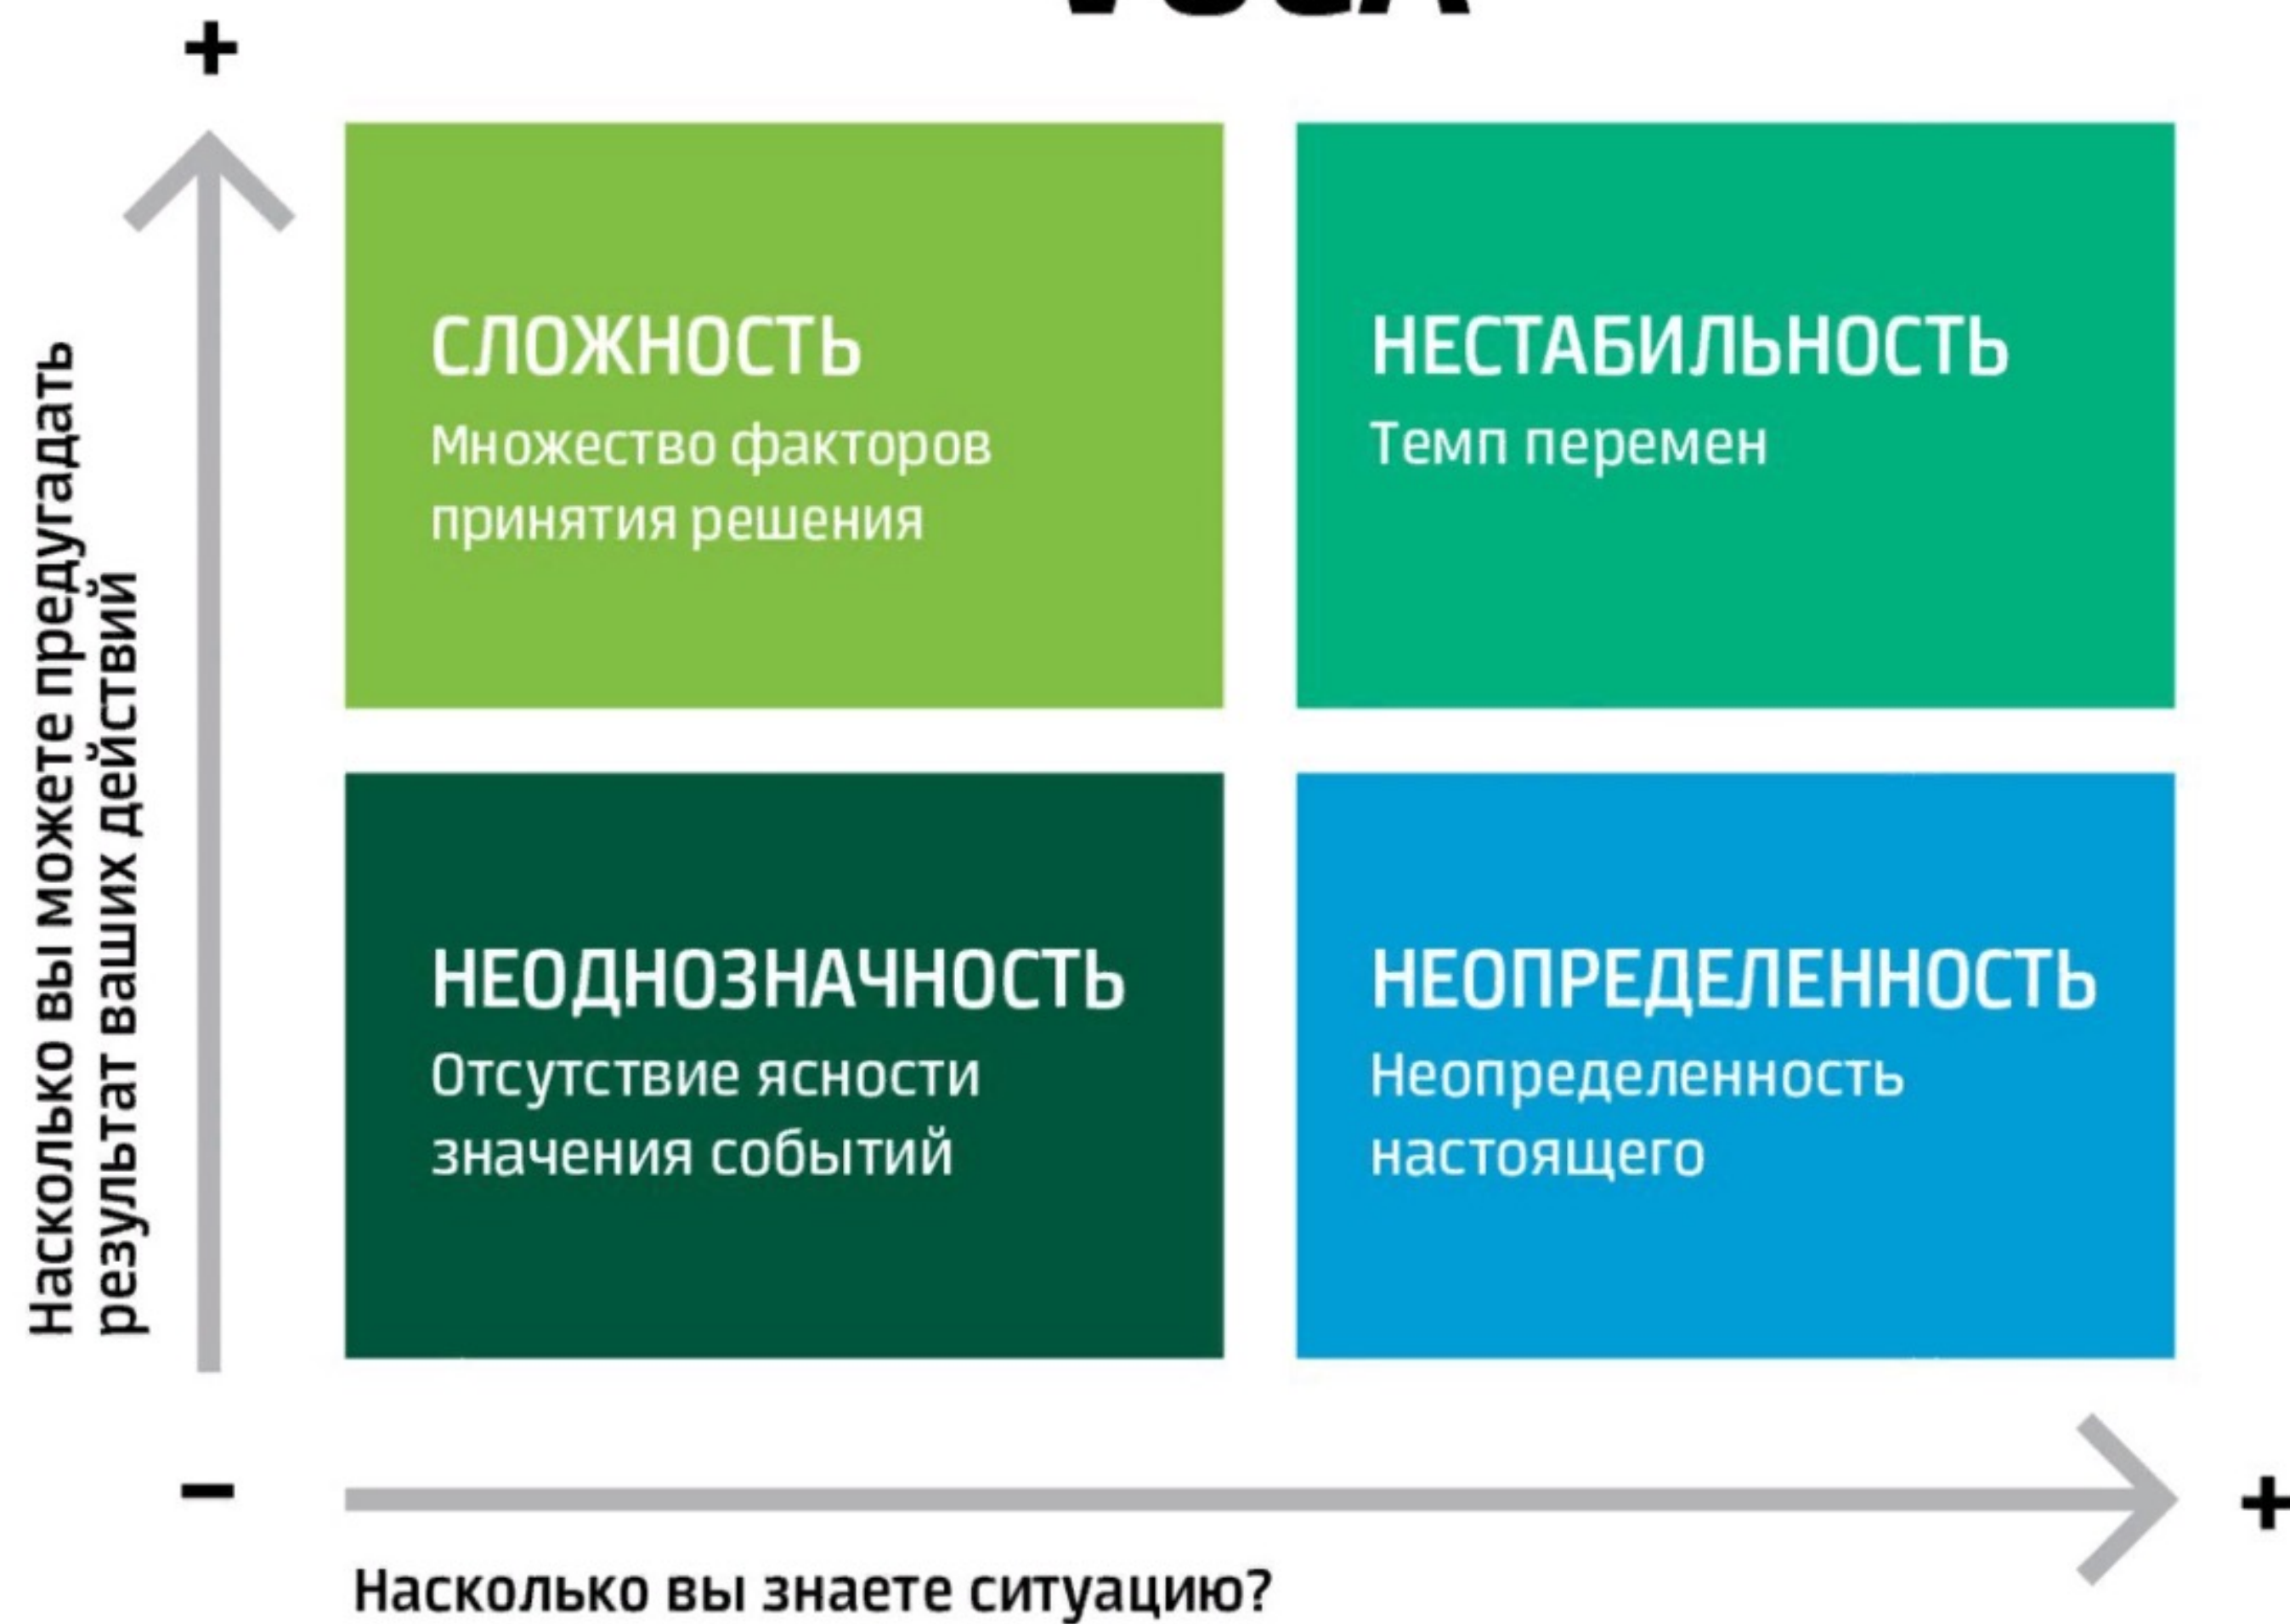 VUCA
+
СЛОЖНОСТЬ
Множество факторов
принятия решения
НЕСТАБИЛЬНОСТЬ
Темп перемен
НЕОДНОЗНАЧНОСТЬ
Отсутствие ясности
значения событий
НЕОПРЕДЕЛЕННОСТЬ
Неопределенность
настоящего
Насколько вы можете предугадать
результат ваших действий
–
+
Насколько вы знаете ситуацию?